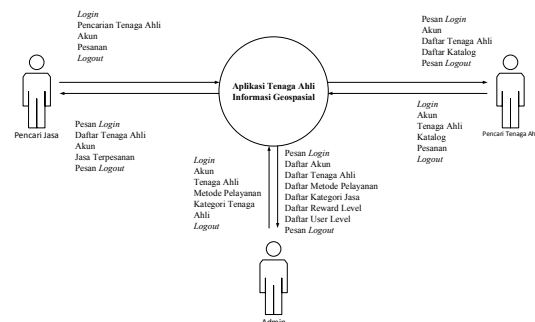 Login
Pencarian Tenaga Ahli
Akun
Pesanan
Logout
Pencari Jasa
Pesan Login
Daftar Tenaga Ahli
Akun
Jasa Terpesanan
Pesan Logout
Aplikasi Tenaga Ahli
Informasi Geospasial
Pesan Login
Akun
Daftar Tenaga Ahli
Daftar Katalog
Pesan Logout
Login
Akun
Tenaga Ahli
Katalog
Pesanan
Logout
Pencari Tenaga Ahli
Login
Akun
Tenaga Ahli
Metode Pelayanan
Kategori Tenaga
Ahli
Logout
Pesan Login
Daftar Akun
Daftar Tenaga Ahli
Daftar Metode Pelayanan
Daftar Kategori Jasa
Daftar Reward Level
Daftar User Level
Pesan Logout
Admin